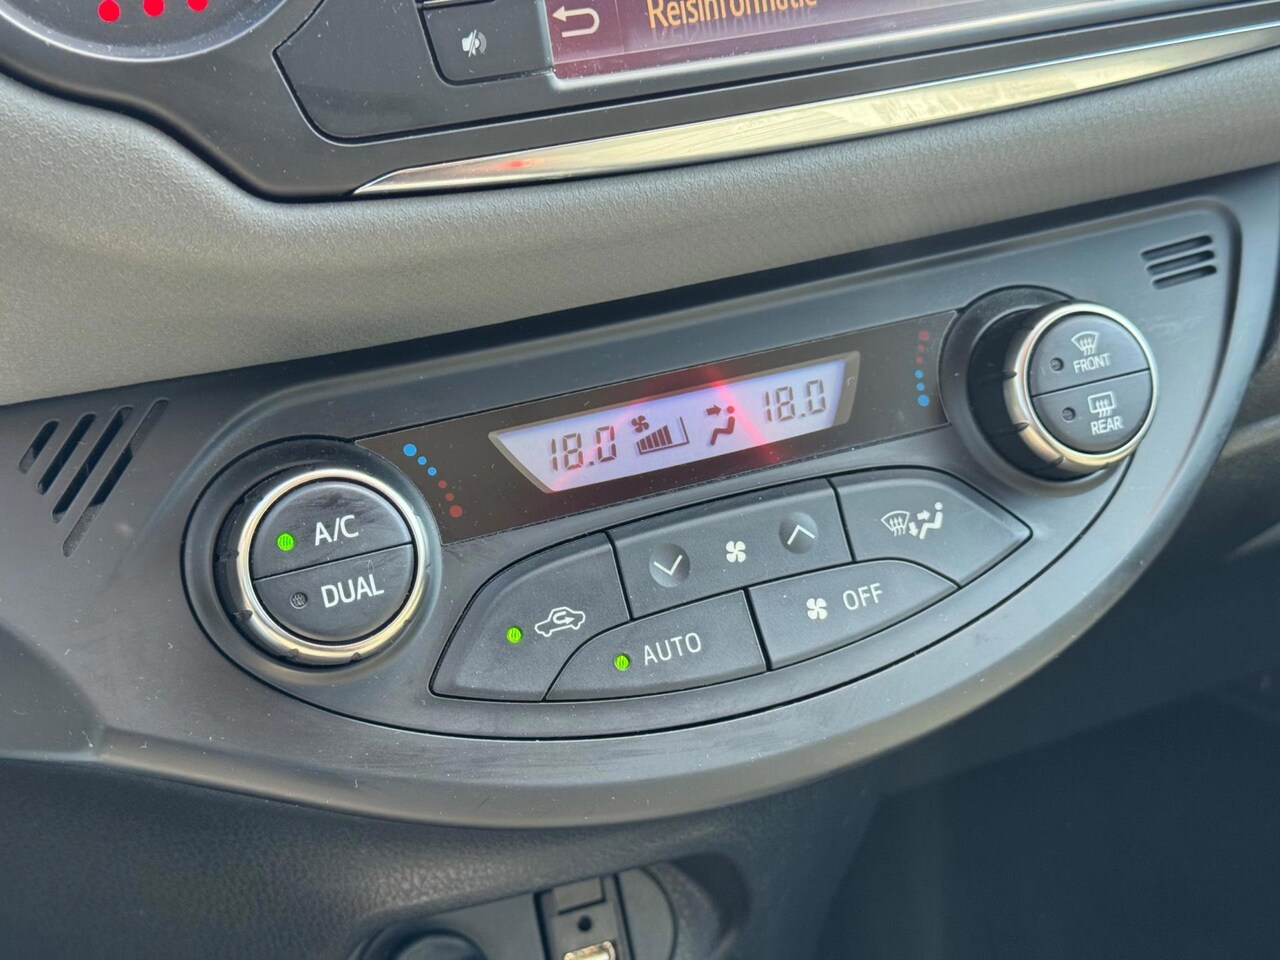 Reisinformatie
18.0
18.0
FRONT
REAR
A/C
DUAL
AUTO
OFF